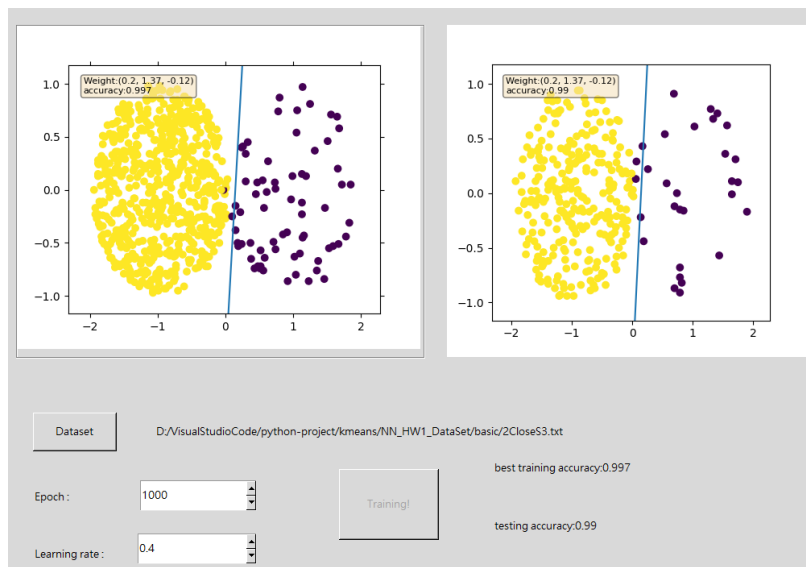 Weight:(0.2, 1.37, -0.12)
accuracy:0.997
1.0
0.5
0.0
−0.5
−1.0
−2
−1
0
1
2
Weight:(0.2, 1.37, -0.12)
accuracy:0.99
1.0
0.5
0.0
−0.5
−1.0
−2
−1
0
1
2
Dataset
D:/VisualStudioCode/python-project/kmeans/NN_HW1_DataSet/basic/2CloseS3.txt
Epoch :
1000
Training!
best training accuracy:0.997
testing accuracy:0.99
Learning rate :
0.4